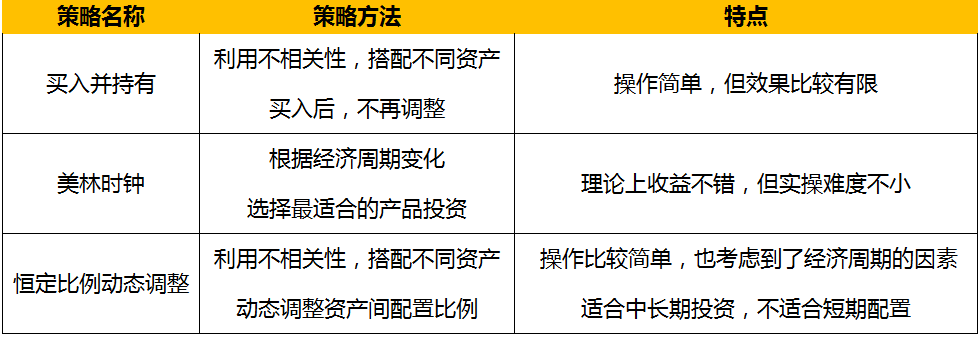 策略名称 策略方法 特点
买入并持有 利用不相关性，搭配不同资产
买入后，不再调整 操作简单，但效果比较有限
美林时钟 根据经济周期变化
选择最适合的产品投资 理论上收益不错，但实操难度不小
恒定比例动态调整 利用不相关性，搭配不同资产
动态调整资产间配置比例 操作比较简单，也考虑到了经济周期的因素
适合中长期投资，不适合短期配置